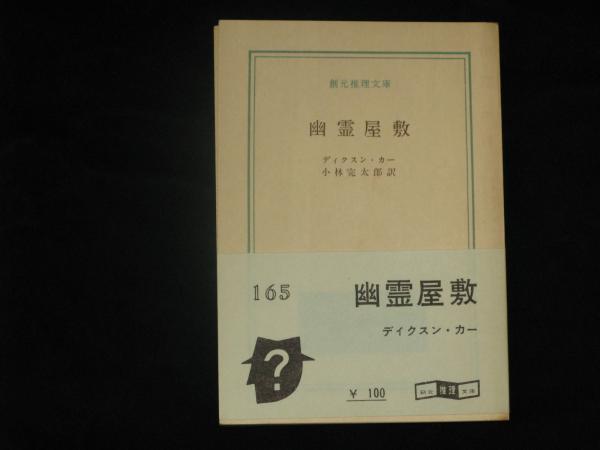 創元推理文庫
幽霊屋敷
ディクスン・カー
小林完太郎訳
165
幽霊屋敷
ディクスン・カー
?
¥ 100
創元 推理 文庫